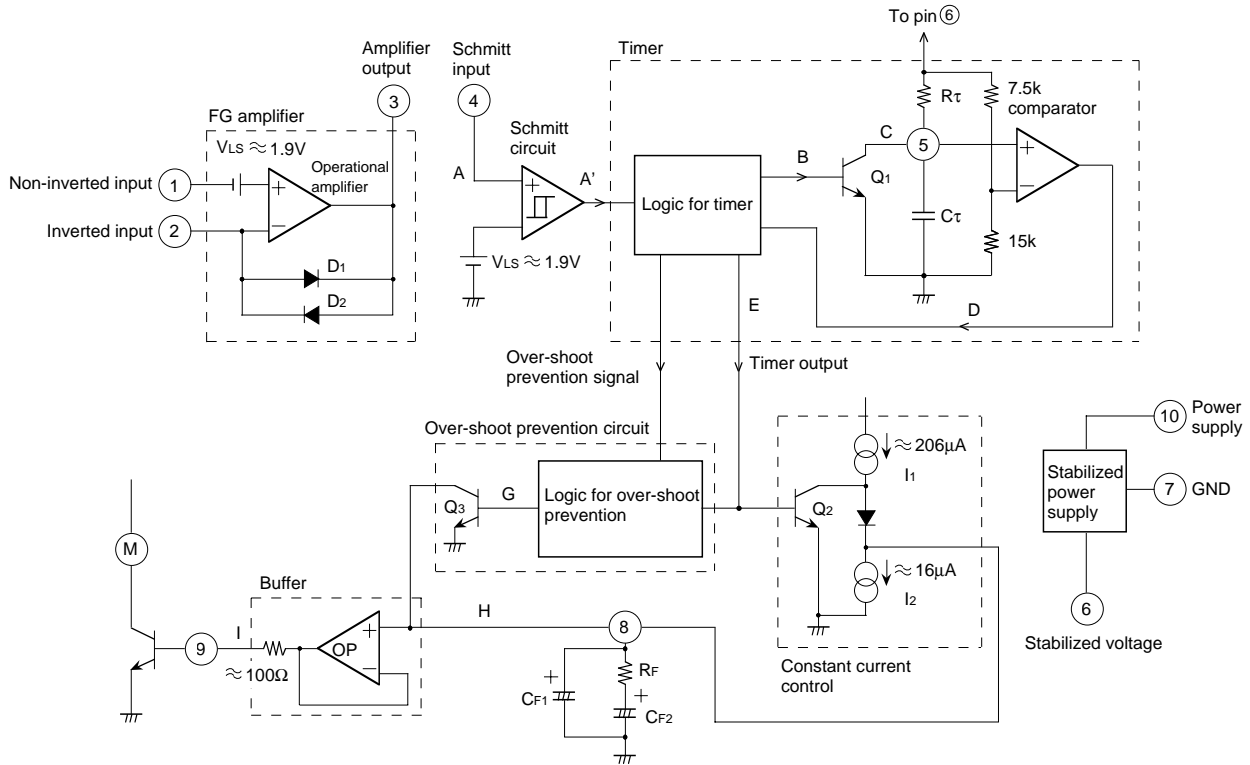 To pin ⑥
Amplifier
output
Schmitt
input
Timer
3
4
FG amplifier
VLS ≈ 1.9V
Operational
amplifier
Non-inverted input
1
Inverted input
2
D1
D2
Schmitt
circuit
A
A'
VLS ≈ 1.9V
Logic for timer
B
Q1
C
Rτ
5
Cτ
7.5k
comparator
15k
D
E
Over-shoot
prevention signal
Timer output
Over-shoot prevention circuit
Q3
G
Logic for over-shoot
prevention
Q2
≈ 206μA
I1
≈ 16μA
I2
Constant current
control
10
Power
supply
Stabilized
power
supply
7
GND
6
Stabilized voltage
M
Buffer
H
8
9
I
OP
≈ 100Ω
+
CF1
RF
+
CF2